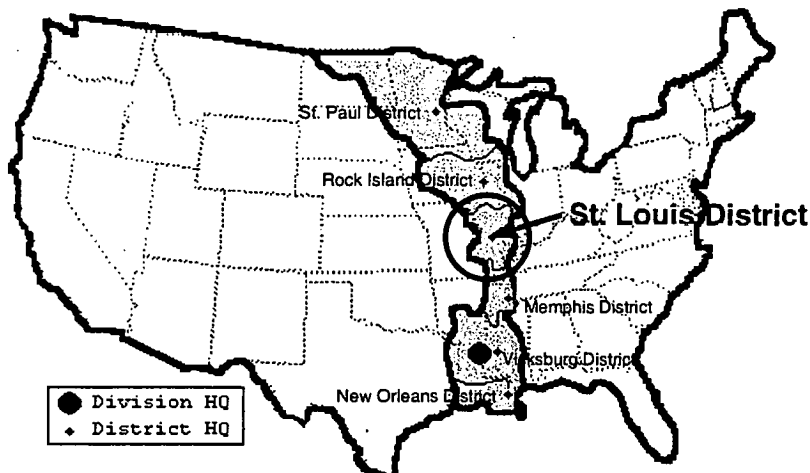 St. Paul District
Rock Island District
St. Louis District
Memphis District
Vicksburg District
New Orleans District
Division HQ
District HQ